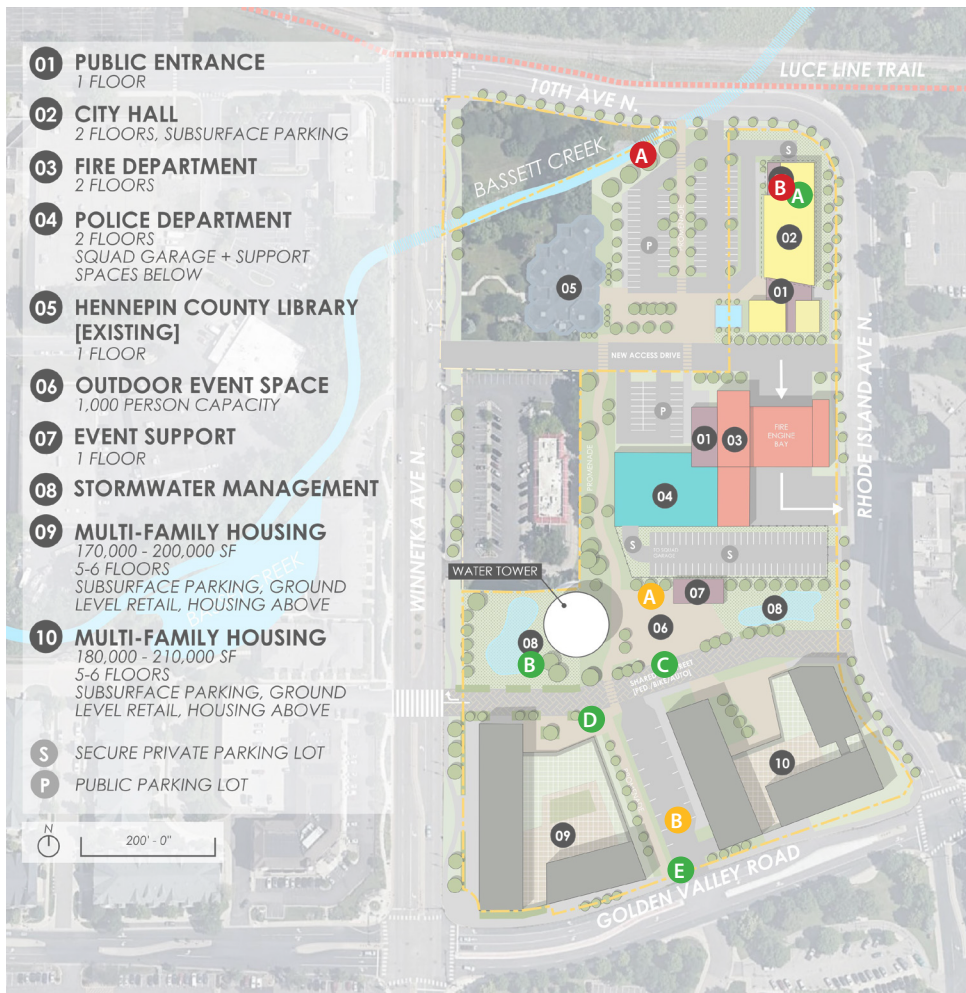 01 PUBLIC ENTRANCE
1 FLOOR
02 CITY HALL
2 FLOORS, SUBSURFACE PARKING
03 FIRE DEPARTMENT
2 FLOORS
04 POLICE DEPARTMENT
2 FLOORS
SQUAD GARAGE + SUPPORT
SPACES BELOW
05 HENNEPIN COUNTY LIBRARY
[EXISTING]
1 FLOOR
06 OUTDOOR EVENT SPACE
1,000 PERSON CAPACITY
07 EVENT SUPPORT
1 FLOOR
08 STORMWATER MANAGEMENT
09 MULTI-FAMILY HOUSING
170,000 - 200,000 SF
5-6 FLOORS
SUBSURFACE PARKING, GROUND
LEVEL RETAIL, HOUSING ABOVE
10 MULTI-FAMILY HOUSING
180,000 - 210,000 SF
5-6 FLOORS
SUBSURFACE PARKING, GROUND
LEVEL RETAIL, HOUSING ABOVE
S SECURE PRIVATE PARKING LOT
P PUBLIC PARKING LOT
N
200' - 0"
LUCE LINE TRAIL
10TH AVE N.
BASSETT CREEK
A
S
B
A
02
P
05
01
NEW ACCESS DRIVE
RHODE ISLAND AVE N.
WINNETKA AVE N.
PROMENADE
P
01
03
FIRE
ENGINE
BAY
04
S
S
WATER TOWER
A
07
08
06
08
B
C
[PED /BIKE/AUTO]
D
10
B
09
E
GOLDEN VALLEY ROAD